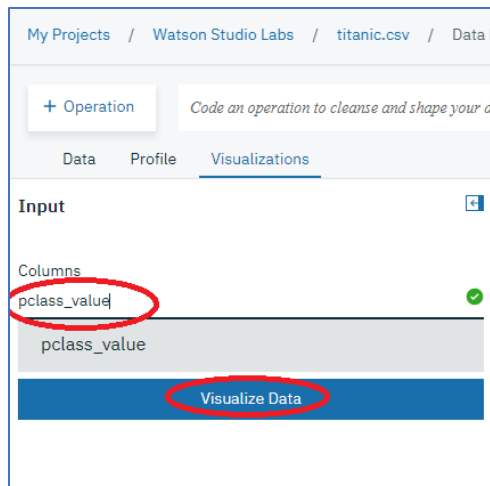 My Projects / Watson Studio Labs / titanic.csv / Data
+ Operation Code an operation to cleanse and shape your
Data Profile Visualizations
Input
Columns
pclass_value
pclass_value
Visualize Data